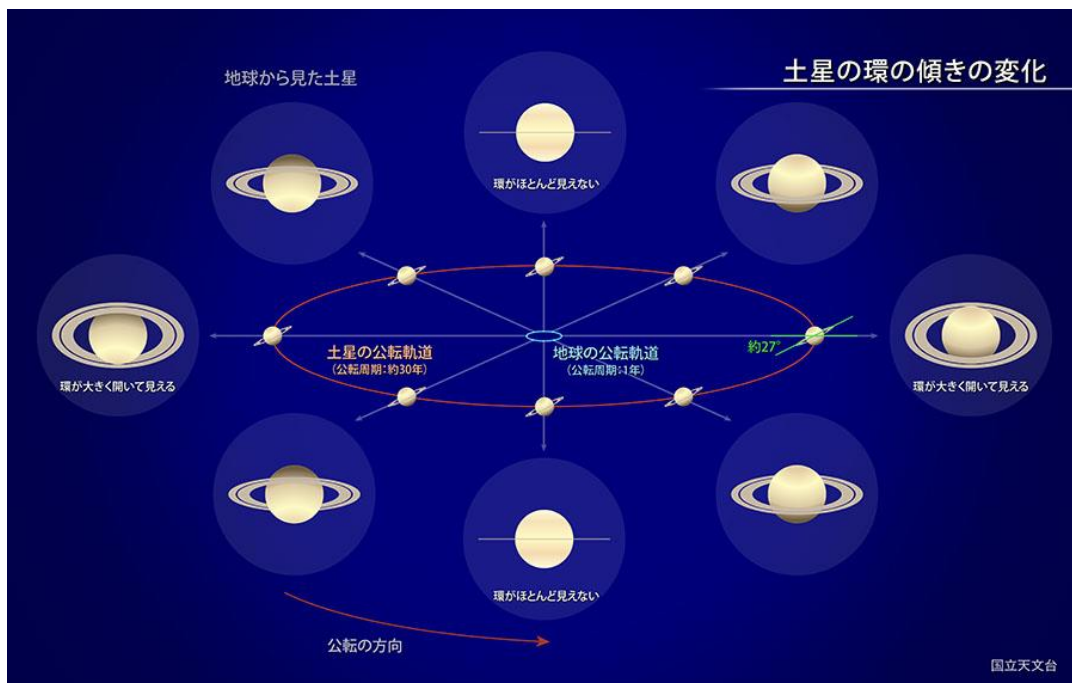 土星の環の傾きの変化
地球から見た土星
環がほとんど見えない
環が大きく開いて見える
土星の公転軌道
(公転周期：約30年)
地球の公転軌道
(公転周期：1年)
約27°
環が大きく開いて見える
環がほとんど見えない
公転の方向
国立天文台